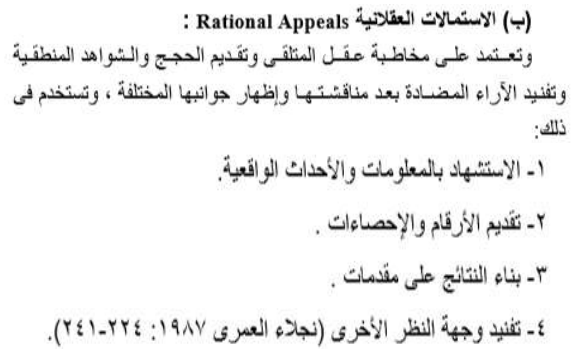 (ب) الاستمالات العقلانية Rational Appeals :
وتعتمد على مخاطبة عقل المتلقى وتقديم الحجج والشواهد المنطقية
وتفنيد الآراء المضادة بعد مناقشتها وإظهار جوانبها المختلفة ، وتستخدم فى
ذلك:
١- الاستشهاد بالمعلومات والأحداث الواقعية.
٢- تقديم الأرقام والإحصاءات .
٣- بناء النتائج على مقدمات .
٤- تفنيد وجهة النظر الأخرى (نجلاء العمرى ١٩٨٧: ٢٢٤-٢٤١).